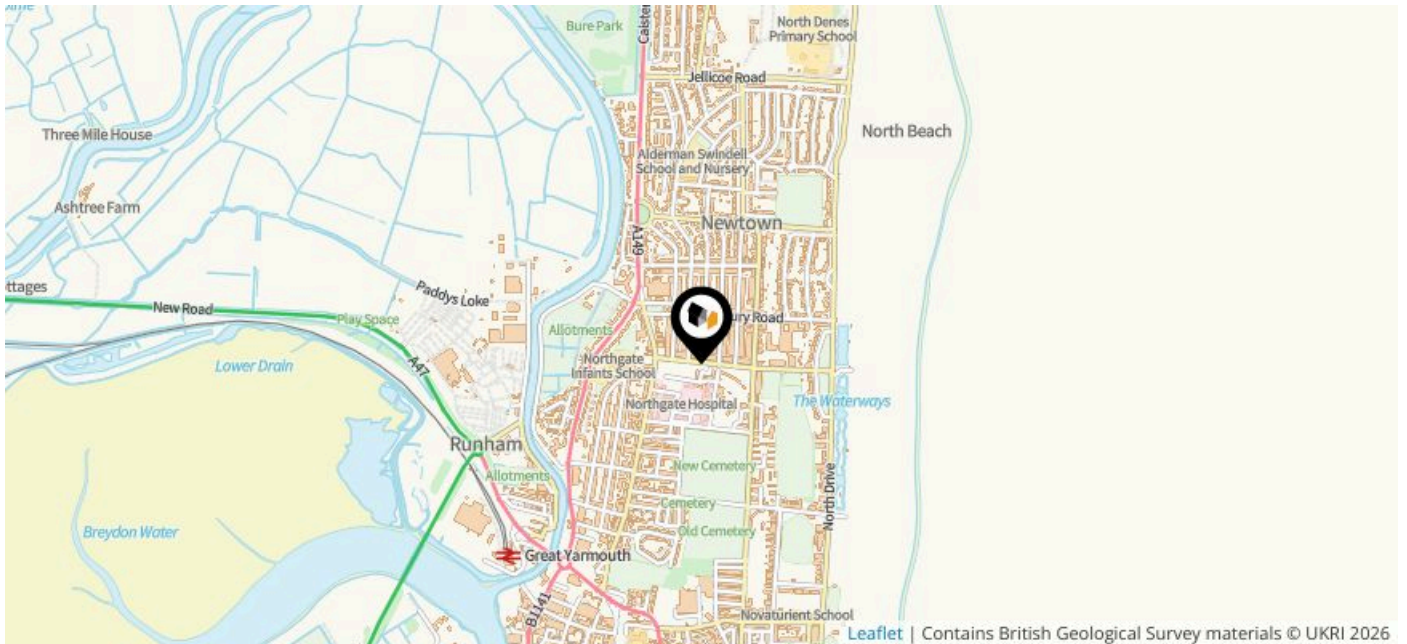 Bure Park
Caister
North Denes
Primary School
Jellicoe Road
Three Mile House
North Beach
Alderman Swindell
School and Nursery
Ashtree Farm
Newtown
A149
ttages
Paddys Loke
New Road
Play Space
ury Road
Allotments
Lower Drain
A47
Northgate
Infants School
Northgate Hospital
The Waterways
Runham
New Cemetery
Allotments
North Drive
Cemetery
Breydon Water
Old Cemetery
Great Yarmouth
B1141
Novaturient School
Leaflet | Contains British Geological Survey materials © UKRI 2026